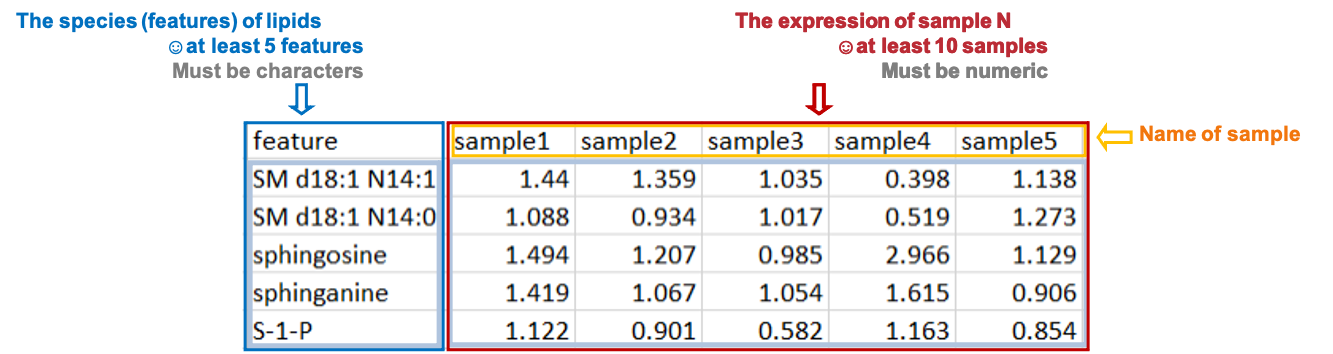 The species (features) of lipids
☺at least 5 features
Must be characters
The expression of sample N
☺at least 10 samples
Must be numeric
feature sample1 sample2 sample3 sample4 sample5
Name of sample
SM d18:1 N14:1 1.44 1.359 1.035 0.398 1.138
SM d18:1 N14:0 1.088 0.934 1.017 0.519 1.273
sphingosine 1.494 1.207 0.985 2.966 1.129
sphinganine 1.419 1.067 1.054 1.615 0.906
S-1-P 1.122 0.901 0.582 1.163 0.854